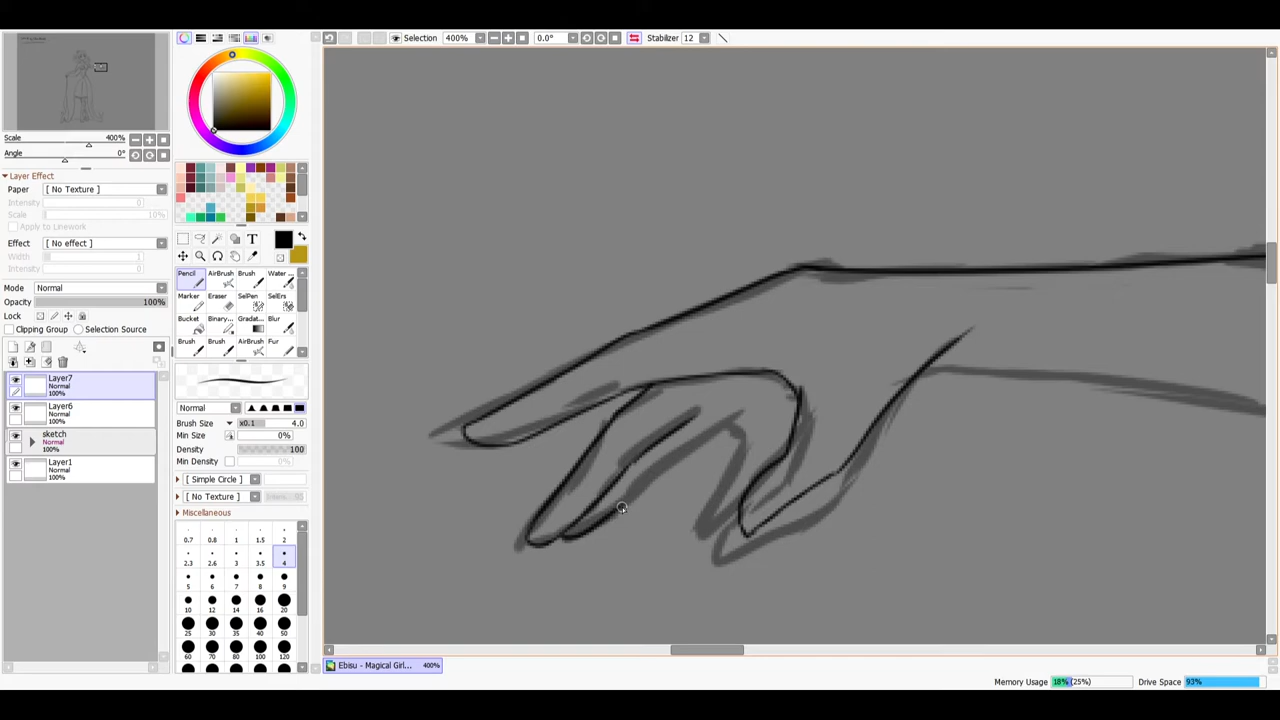 Selection 400% 0.0° Stabilizer 12
Scale 400%
Angle 0°
Layer Effect
Paper [ No Texture ]
Intensity 0
Scale 10%
Apply to Linework
Effect [ No effect ]
Width 1
Intensity 0
Mode Normal
Opacity 100%
Lock
Clipping Group Selection Source
Layer7
Normal
100%
Layer6
Normal
100%
sketch
Normal
100%
Layer1
Normal
100%
T
Pencil AirBrush Brush Water ...
Marker Eraser SelPen SelErs
Bucket Binary... Gradat... Blur
Brush Brush AirBrush Fur
Normal
Brush Size x0.1 4.0
Min Size 0%
Density 100
Min Density 0%
[ Simple Circle ]
[ No Texture ]
Miscellaneous
0.7 0.8 1 1.5 2
2.3 2.6 3 3.5 4
5 6 7 8 9
10 12 14 16 20
25 30 35 40 50
60 70 80 100 120
Ebisu - Magical Girl... 400%
Memory Usage 18% (25%) Drive Space 93%